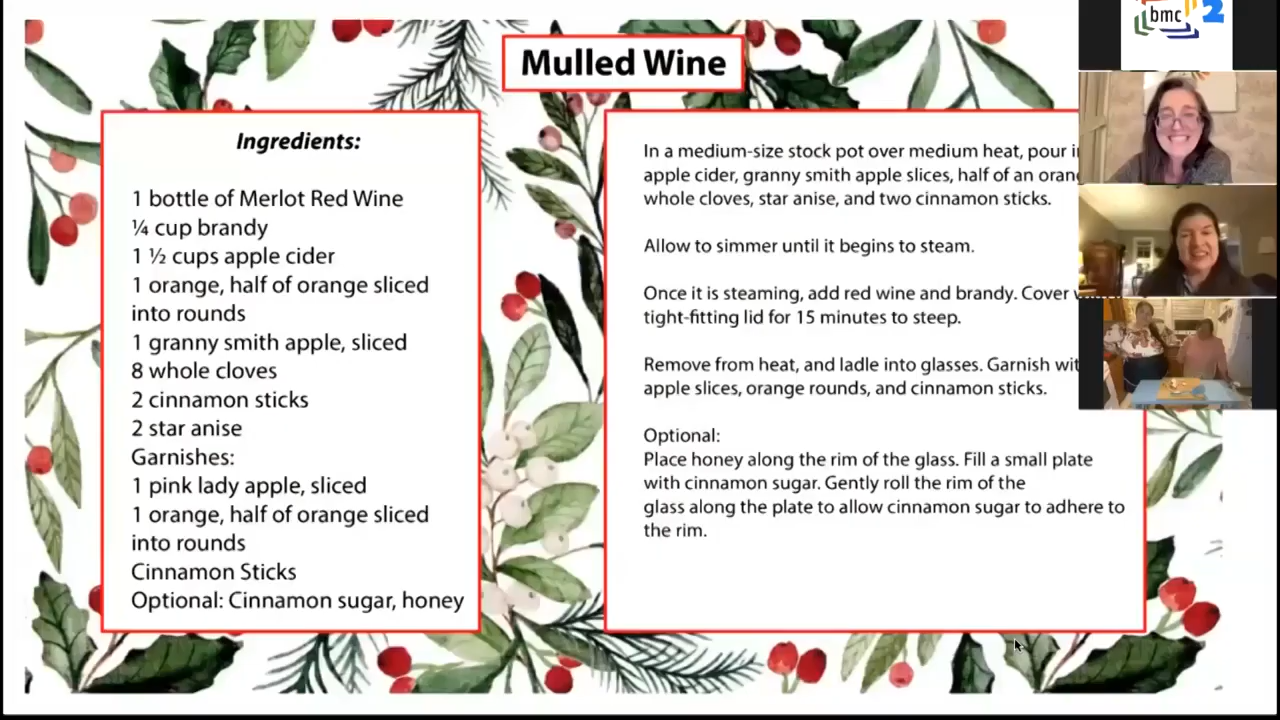 bmc 2
Mulled Wine
Ingredients:
1 bottle of Merlot Red Wine
¼ cup brandy
1 ½ cups apple cider
1 orange, half of orange sliced
into rounds
1 granny smith apple, sliced
8 whole cloves
2 cinnamon sticks
2 star anise
Garnishes:
1 pink lady apple, sliced
1 orange, half of orange sliced
into rounds
Cinnamon Sticks
Optional: Cinnamon sugar, honey
In a medium-size stock pot over medium heat, pour
apple cider, granny smith apple slices, half of an
whole cloves, star anise, and two cinnamon sticks.
Allow to simmer until it begins to steam.
Once it is steaming, add red wine and brandy. Cover
tight-fitting lid for 15 minutes to steep.
Remove from heat, and ladle into glasses. Garnish
apple slices, orange rounds, and cinnamon sticks.
Optional:
Place honey along the rim of the glass. Fill a small plate
with cinnamon sugar. Gently roll the rim of the
glass along the plate to allow cinnamon sugar to adhere to
the rim.